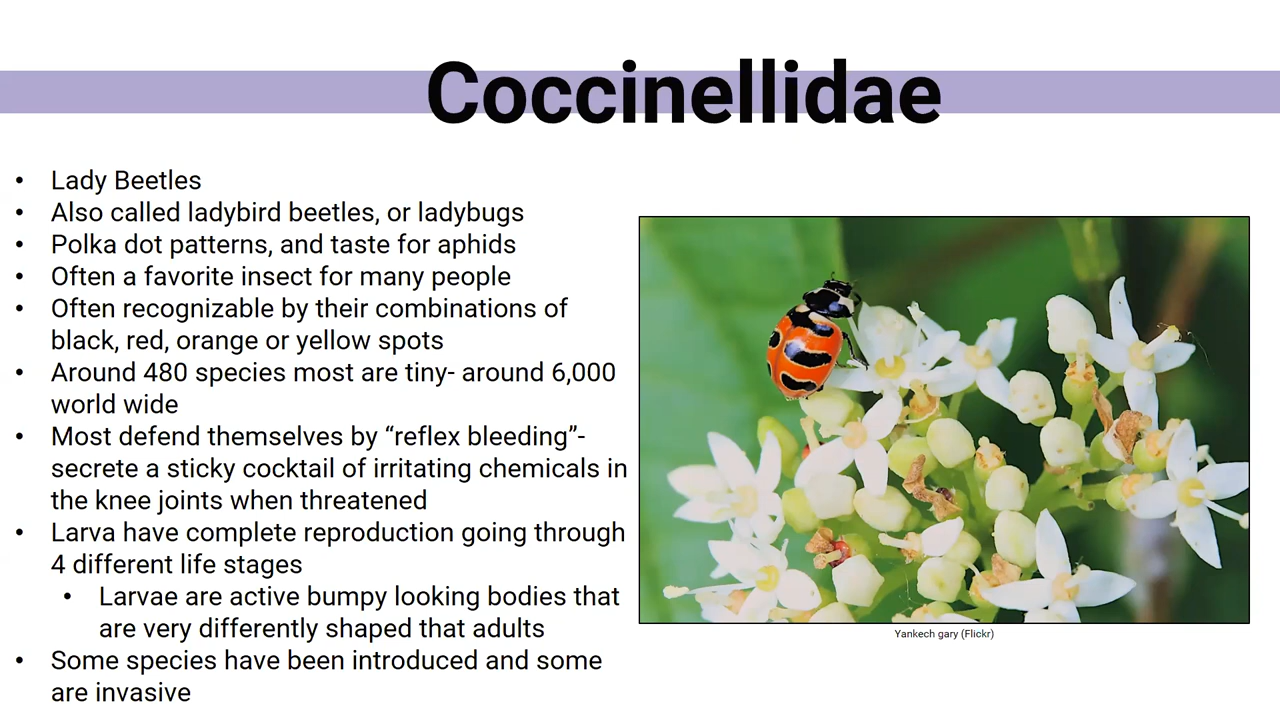 Coccinellidae
• Lady Beetles
• Also called ladybird beetles, or ladybugs
• Polka dot patterns, and taste for aphids
• Often a favorite insect for many people
• Often recognizable by their combinations of
black, red, orange or yellow spots
• Around 480 species most are tiny- around 6,000
world wide
• Most defend themselves by “reflex bleeding”-
secrete a sticky cocktail of irritating chemicals in
the knee joints when threatened
• Larva have complete reproduction going through
4 different life stages
• Larvae are active bumpy looking bodies that
are very differently shaped that adults
• Some species have been introduced and some
are invasive
Yankech gary (Flickr)